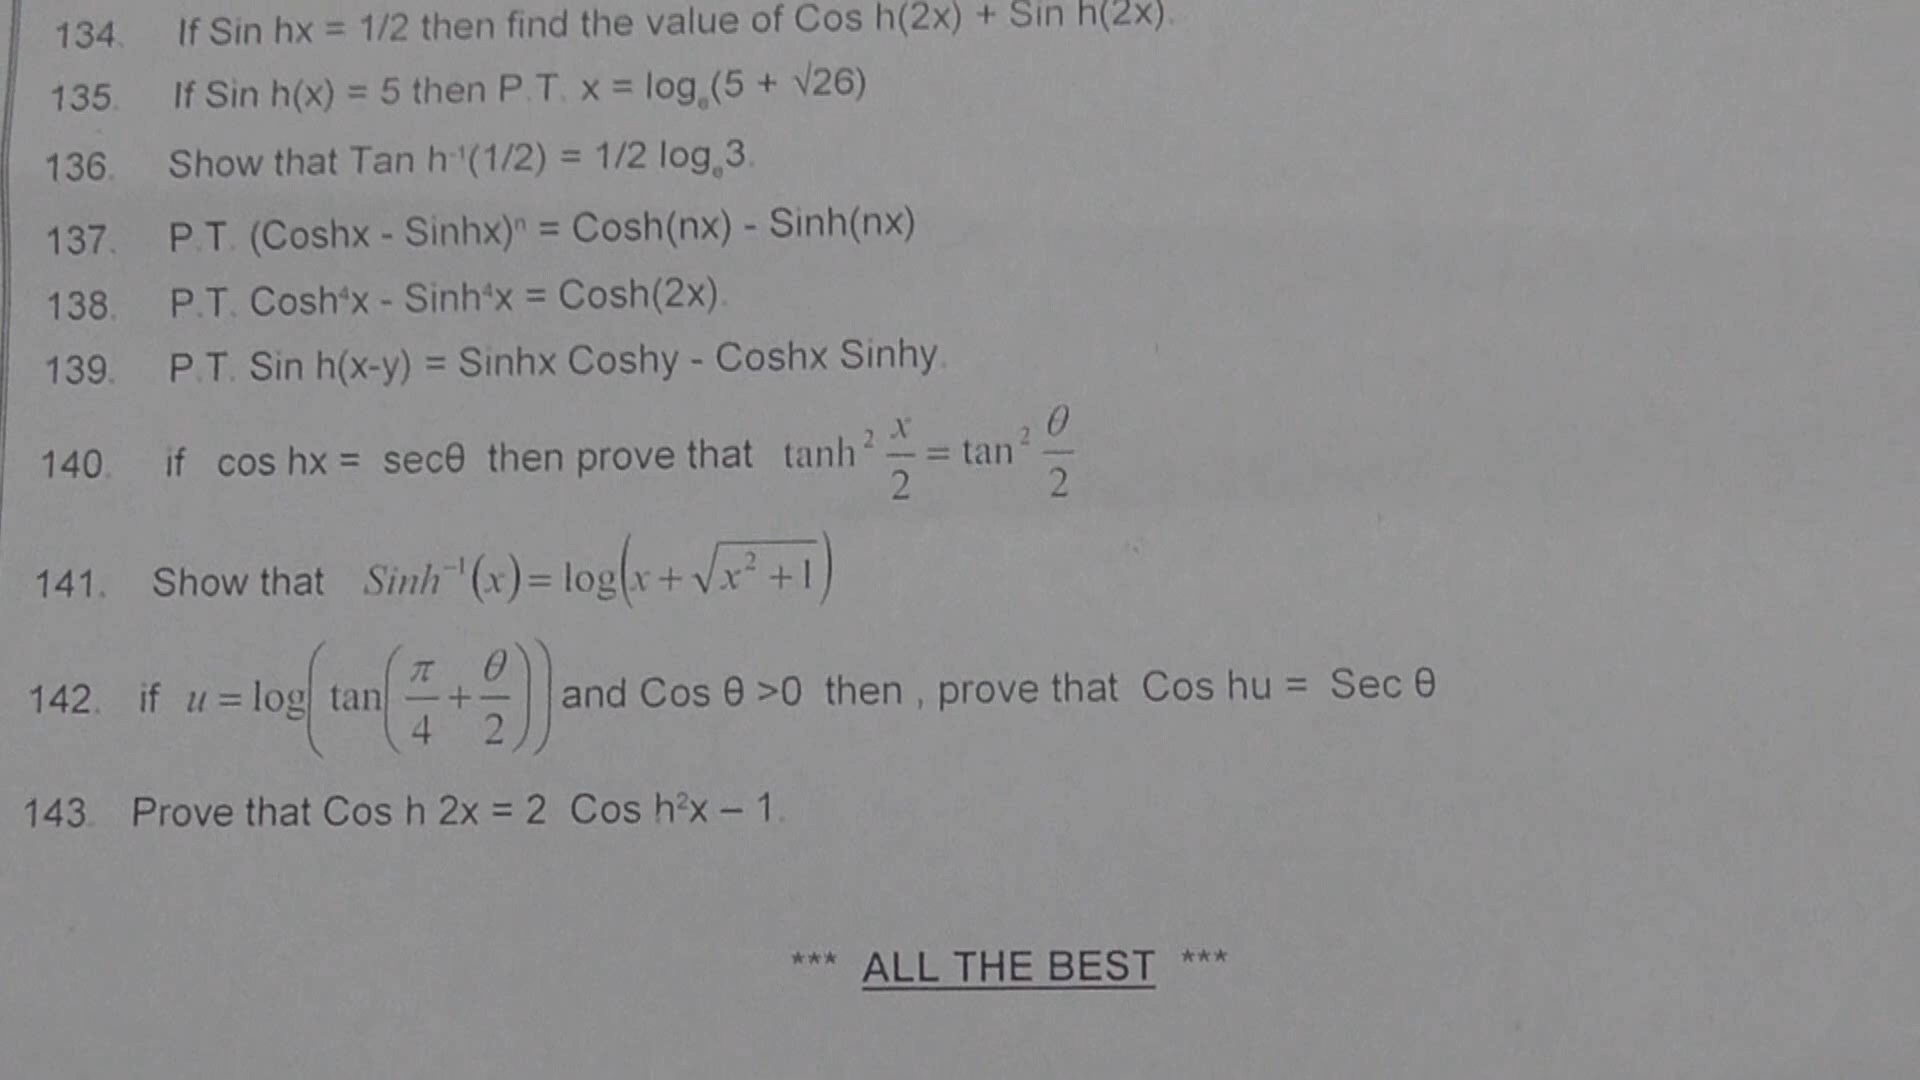 134. If Sin hx = 1/2 then find the value of Cos h(2x) + Sin h(2x).
135. If Sin h(x) = 5 then P.T. x = logₑ(5 + √26)
136. Show that Tan h⁻¹(1/2) = 1/2 logₑ3.
137. P.T. (Coshx - Sinhx)ⁿ = Cosh(nx) - Sinh(nx)
138. P.T. Cosh⁴x - Sinh⁴x = Cosh(2x).
139. P.T. Sin h(x-y) = Sinhx Coshy - Coshx Sinhy.
140. if cos hx = secθ then prove that tanh² x/2 = tan² θ/2
141. Show that Sinh⁻¹(x) = log(x + √(x² + 1))
142. if u = log(tan(π/4 + θ/2)) and Cos θ >0 then , prove that Cos hu = Sec θ
143. Prove that Cos h 2x = 2 Cos h²x – 1.
*** ALL THE BEST ***